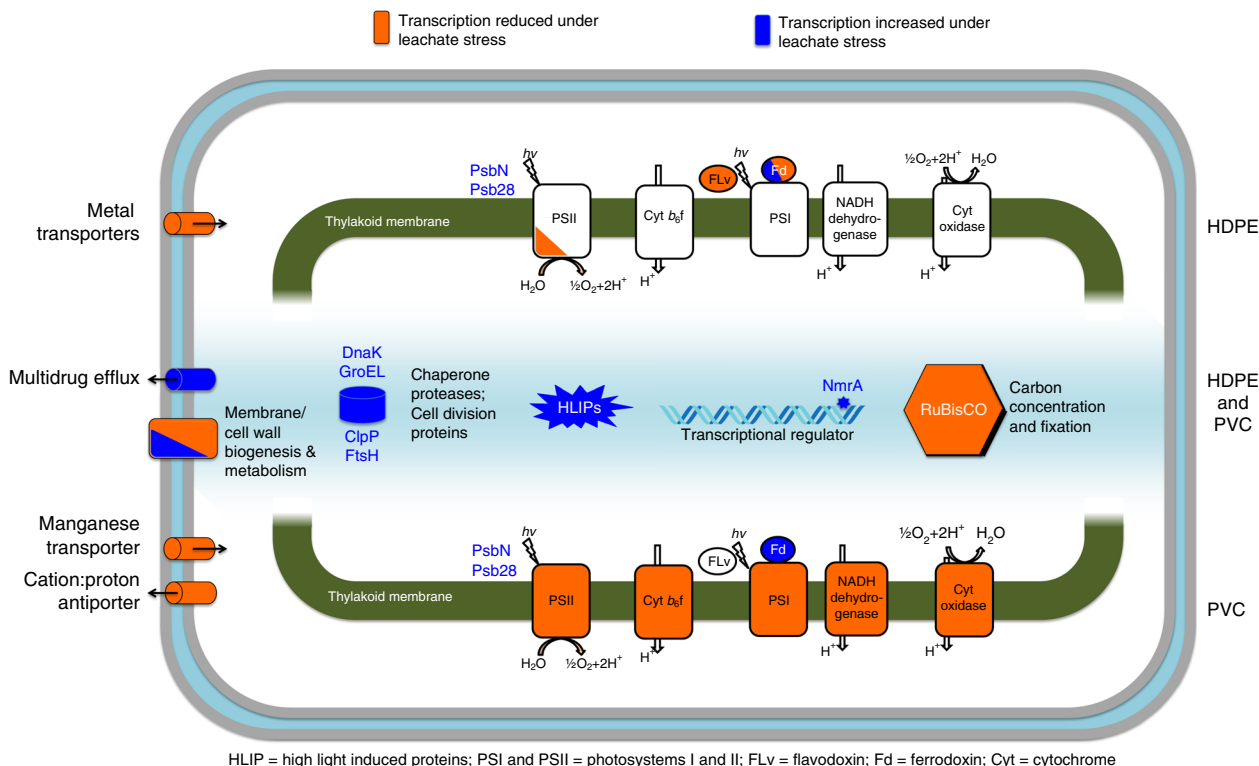 Transcription reduced under
leachate stress
Transcription increased under
leachate stress
Metal
transporters
PsbN
Psb28
hv
hv
½O₂+2H⁺
H₂O
Thylakoid membrane
PSII
Cyt b₆f
FLv
Fd
PSI
NADH
dehydro-
genase
Cyt
oxidase
HDPE
H₂O
½O₂+2H⁺
H⁺
H⁺
H⁺
Multidrug efflux
Membrane/
cell wall
biogenesis &
metabolism
DnaK
GroEL
ClpP
FtsH
Chaperone
proteases;
Cell division
proteins
HLIPs
NmrA
Transcriptional regulator
RuBisCO
Carbon
concentration
and fixation
HDPE
and
PVC
Manganese
transporter
Cation:proton
antiporter
PsbN
Psb28
hv
hv
½O₂+2H⁺
H₂O
Thylakoid membrane
PSII
Cyt b₆f
FLv
Fd
PSI
NADH
dehydro-
genase
Cyt
oxidase
PVC
H₂O
½O₂+2H⁺
H⁺
H⁺
H⁺
HLIP = high light induced proteins; PSI and PSII = photosystems I and II; FLv = flavodoxin; Fd = ferrodoxin; Cyt = cytochrome